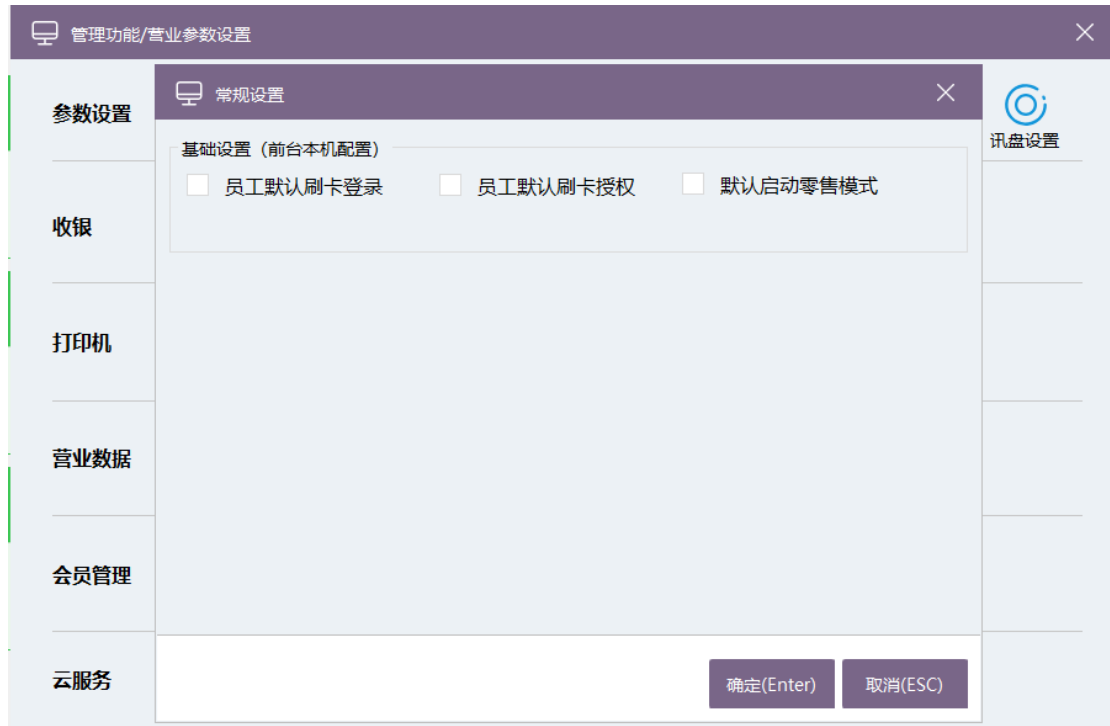 管理功能/营业参数设置
参数设置
常规设置
讯盘设置
基础设置（前台本机配置）
员工默认刷卡登录 员工默认刷卡授权 默认启动零售模式
收银
打印机
营业数据
会员管理
云服务
确定(Enter) 取消(ESC)